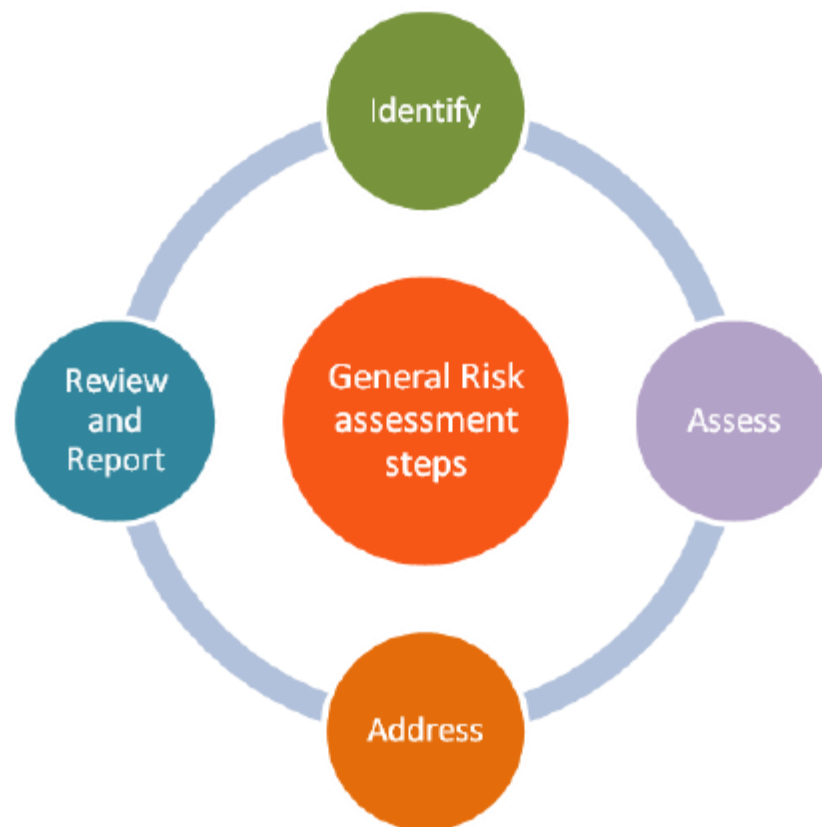 Identify
General Risk
assessment
steps
Assess
Address
Review
and
Report